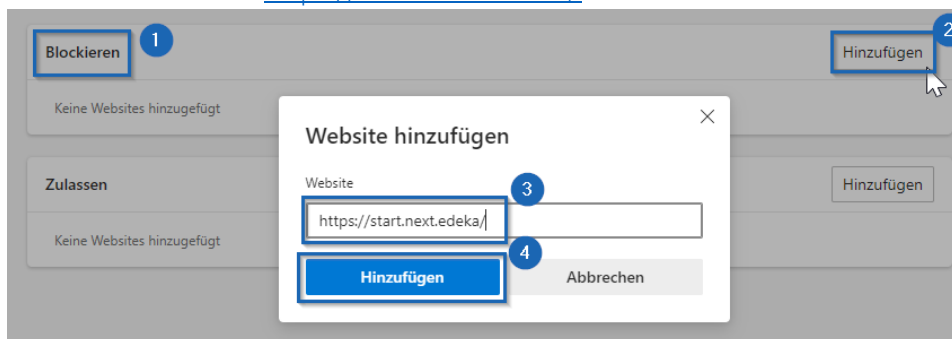 1
2
Blockieren
Hinzufügen
Keine Websites hinzugefügt
Website hinzufügen
Zulassen
Website
3
Hinzufügen
https://start.next.edeka/
Keine Websites hinzugefügt
4
Hinzufügen
Abbrechen